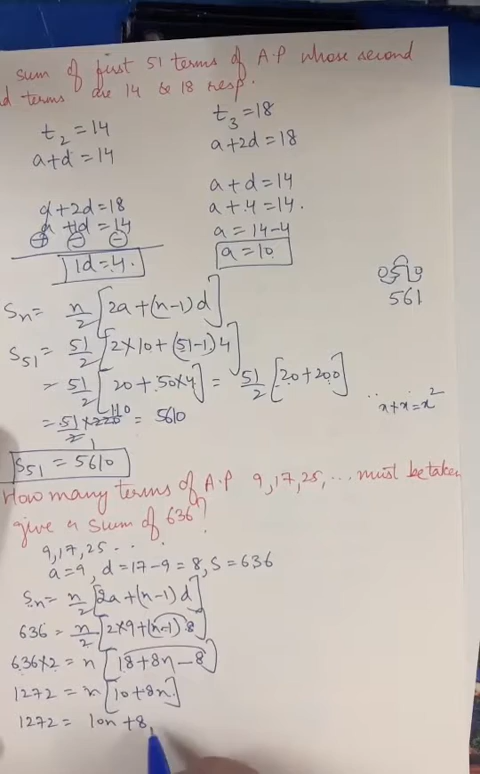 sum of first 51 terms of A.P whose second
d terms are 14 & 18 resp.
t₂ = 14
t₃ = 18
a+d = 14
a+2d = 18
a+d = 14
a+2d = 18
a+4 = 14.
a + d = 14
a = 14-4
1d = 4.
a = 10
Sₙ = n/2 [2a+(n-1)d]
561
S₅₁ = 51/2 [2×10+(51-1)4]
= 51/2 [20+50×4] = 51/2 [20+200]
x+x=x²
= 51/2 × 220 110 = 5610
1
S₅₁ = 5610
How many terms of A.P 9,17,25, ... must be taken
give a sum of 636?
9,17,25 ...
a=9, d=17-9=8, S=636
Sₙ = n/2 [2a+(n-1)d]
636 = n/2 [2×9+(n-1)8]
636×2 = n [18+8n-8]
1272 = n [10+8n]
1272 = 10n +8